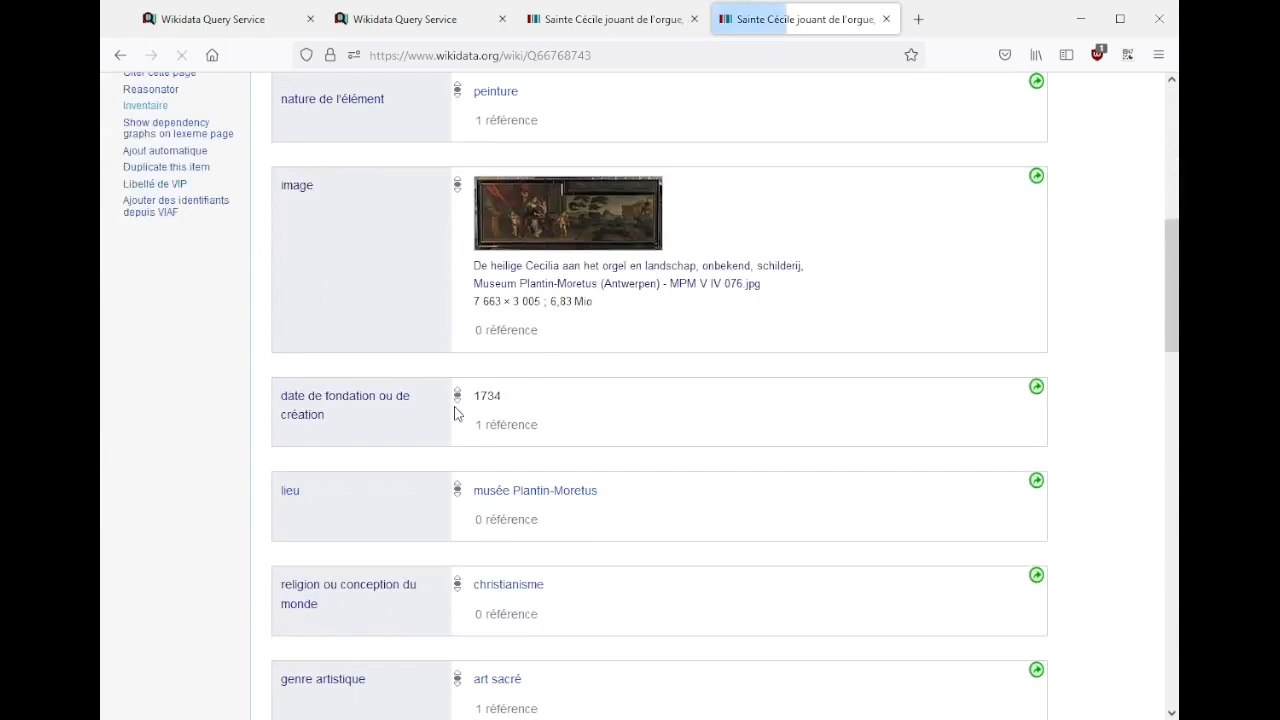 Wikidata Query Service
Wikidata Query Service
Sainte Cécile jouant de l'orgue,
Sainte Cécile jouant de l'orgue,
https://www.wikidata.org/wiki/Q66768743
1
Citer cette page
Reasonator
Inventaire
Show dependency
graphs on lexeme page
Ajout automatique
Duplicate this item
Libellé de VIP
Ajouter des identifiants
depuis VIAF
nature de l'élément
peinture
1 référence
image
De heilige Cecilia aan het orgel en landschap, onbekend, schilderij,
Museum Plantin-Moretus (Antwerpen) - MPM V IV 076.jpg
7 663 × 3 005 ; 6,83 Mio
0 référence
date de fondation ou de
création
1734
1 référence
lieu
musée Plantin-Moretus
0 référence
religion ou conception du
monde
christianisme
0 référence
genre artistique
art sacré
1 référence